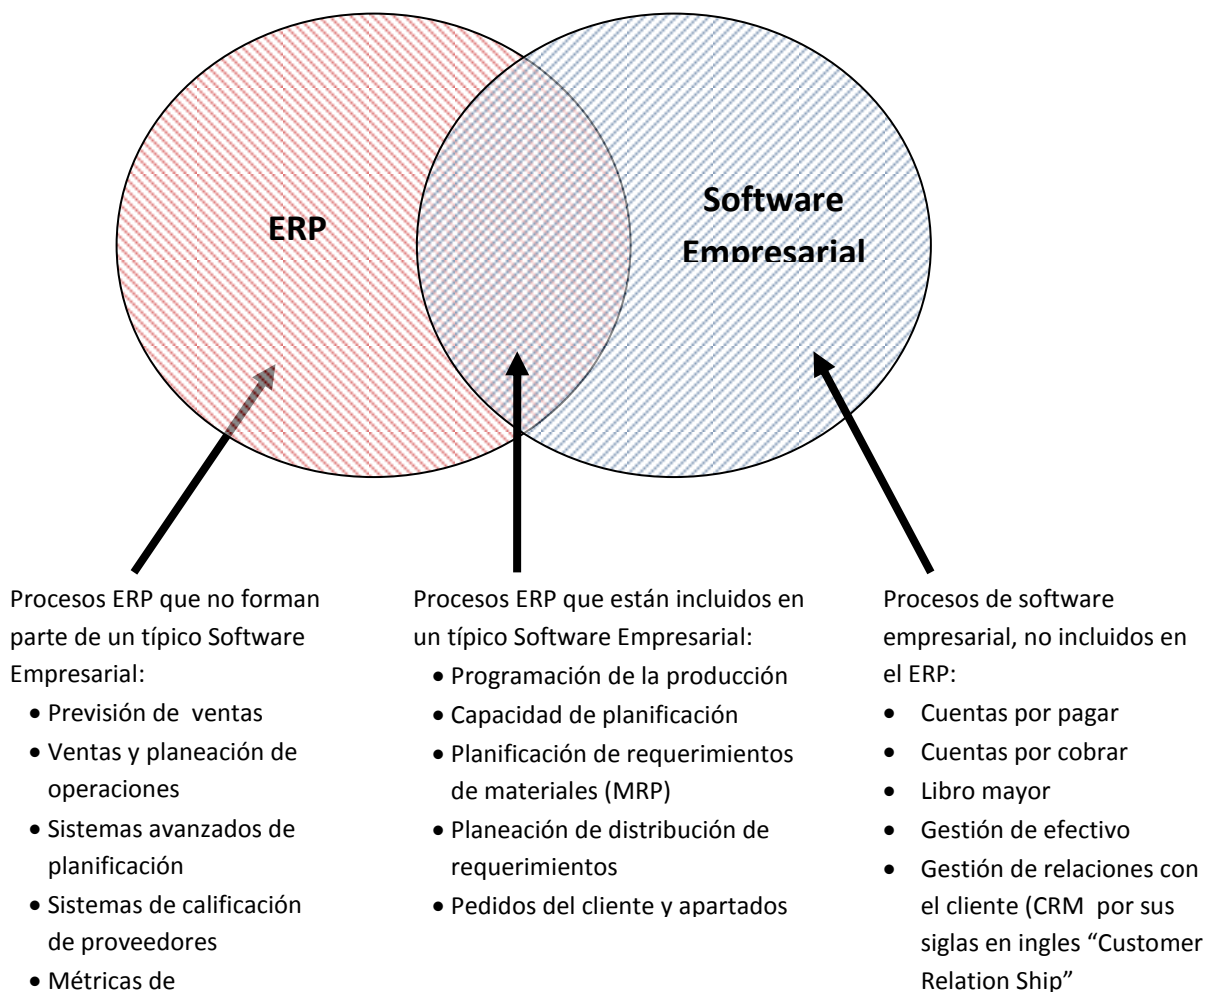 ERP
Software
Empresarial
Procesos ERP que no forman
parte de un típico Software
Empresarial:
• Previsión de ventas
• Ventas y planeación de
operaciones
• Sistemas avanzados de
planificación
• Sistemas de calificación
de proveedores
• Métricas de
Procesos ERP que están incluidos en
un típico Software Empresarial:
• Programación de la producción
• Capacidad de planificación
• Planificación de requerimientos
de materiales (MRP)
• Planeación de distribución de
requerimientos
• Pedidos del cliente y apartados
Procesos de software
empresarial, no incluidos en
el ERP:
• Cuentas por pagar
• Cuentas por cobrar
• Libro mayor
• Gestión de efectivo
• Gestión de relaciones con
el cliente (CRM por sus
siglas en ingles “Customer
Relation Ship”